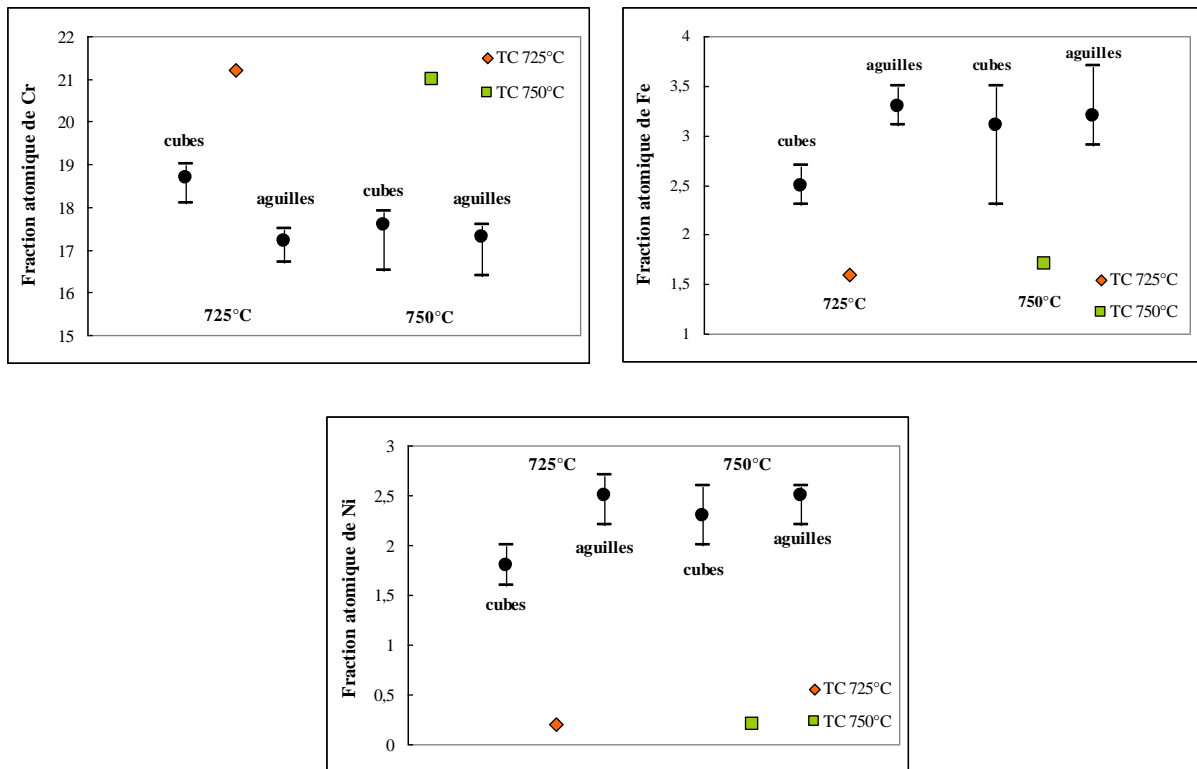 Fraction atomique de Cr
22
21
20
19
18
17
16
15
cubes
aguilles
cubes
aguilles
725°C
750°C
TC 725°C
TC 750°C
Fraction atomique de Fe
4
3,5
3
2,5
2
1,5
1
cubes
aguilles
cubes
aguilles
725°C
750°C
TC 725°C
TC 750°C
Fraction atomique de Ni
3
2,5
2
1,5
1
0,5
0
725°C
750°C
cubes
aguilles
cubes
aguilles
TC 725°C
TC 750°C